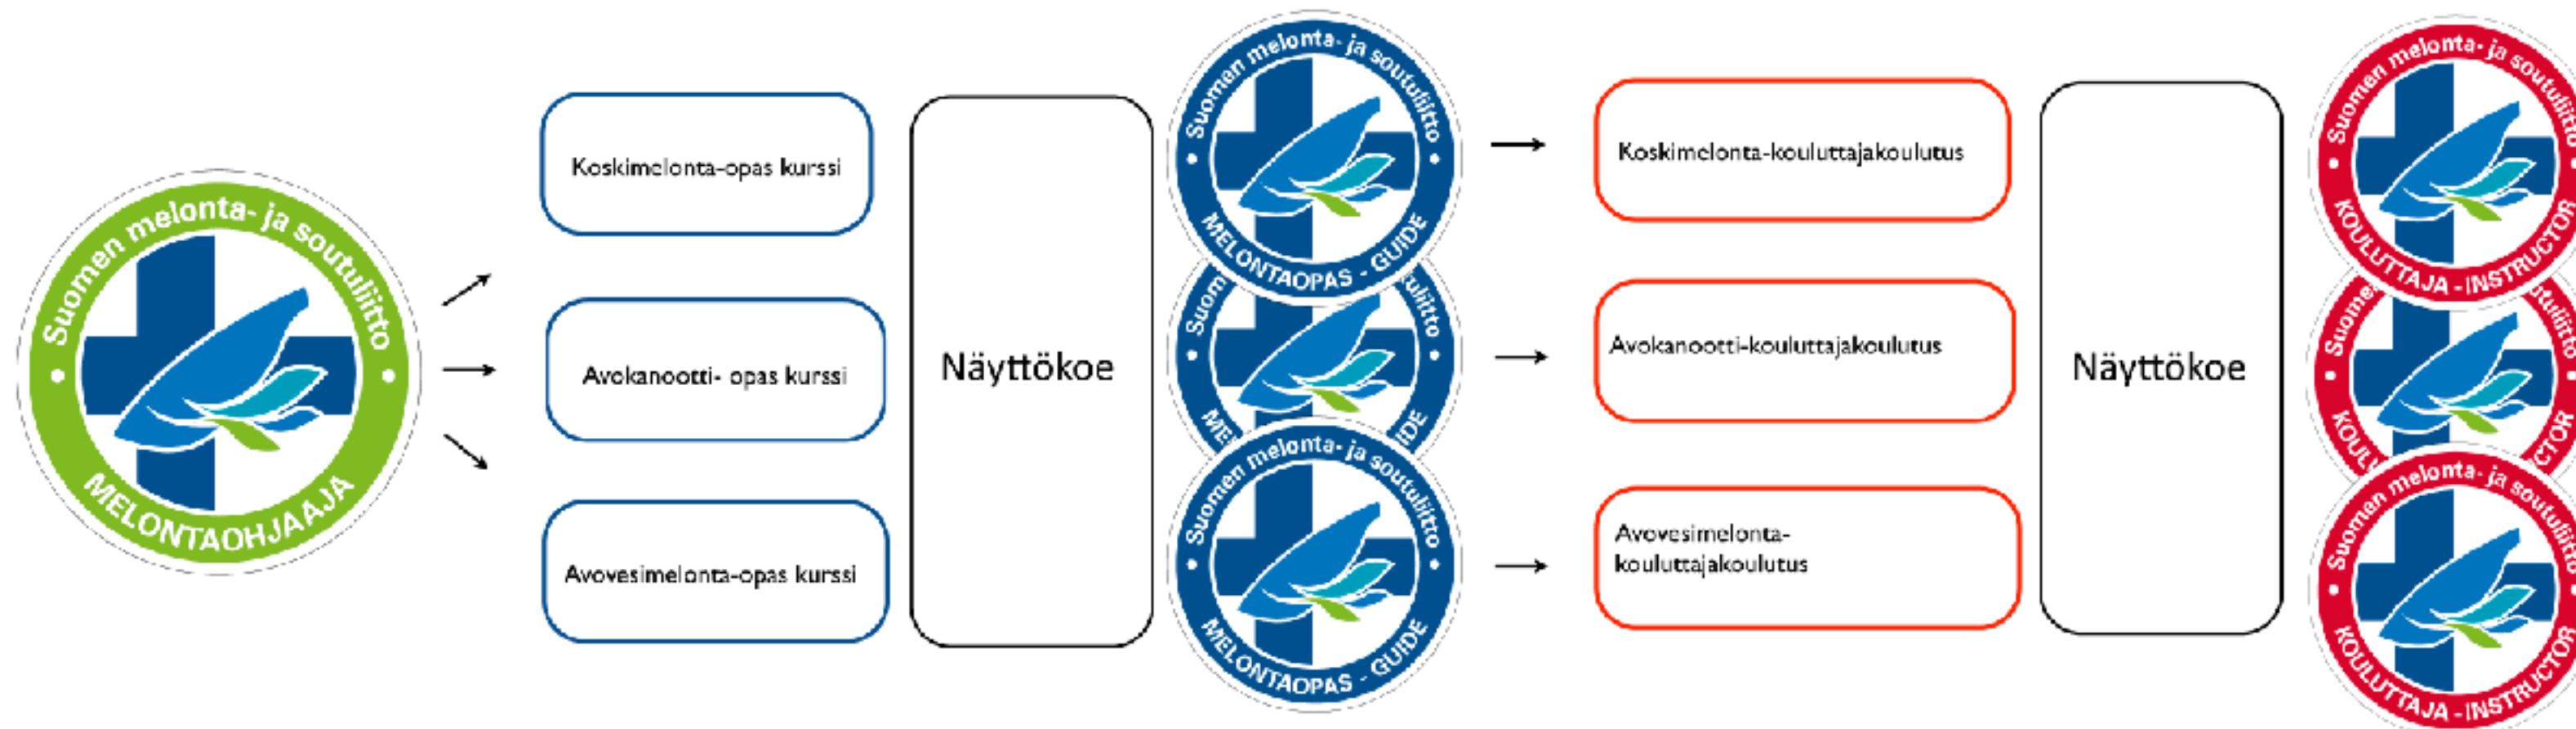 Suomen melonta- ja soutuliitto
MELONTAOHJAAJA
Koskimelonta-opas kurssi
Avokanootti- opas kurssi
Avovesimelonta-opas kurssi
Näyttökoe
Suomen melonta- ja soutuliitto
MELONTAOPAS - GUIDE
Suomen melonta- ja soutuliitto
MELONTAOPAS - GUIDE
Koskimelonta-kouluttajakoulutus
Avokanootti-kouluttajakoulutus
Avovesimelonta-
kouluttajakoulutus
Näyttökoe
Suomen melonta- ja soutuliitto
KOULUTTAJA - INSTRUCTOR
Suomen melonta- ja soutuliitto
KOULUTTAJA - INSTRUCTOR